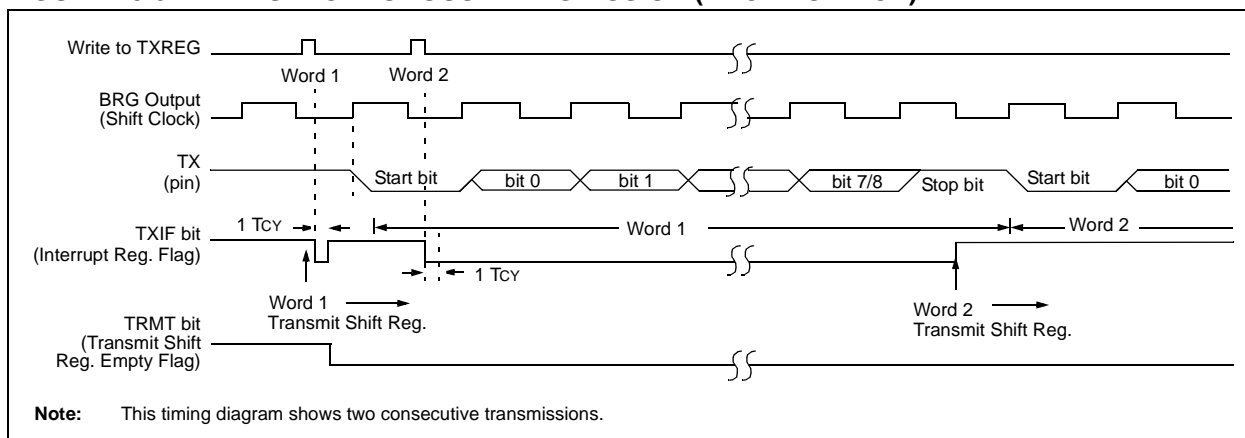 Write to TXREG
Word 1
Word 2
BRG Output
(Shift Clock)
TX
(pin)
Start bit
bit 0
bit 1
bit 7/8
Stop bit
Start bit
bit 0
1 TCY
TXIF bit
(Interrupt Reg. Flag)
Word 1
Word 2
1 TCY
Word 1
Transmit Shift Reg.
Word 2
Transmit Shift Reg.
TRMT bit
(Transmit Shift
Reg. Empty Flag)
Note: This timing diagram shows two consecutive transmissions.